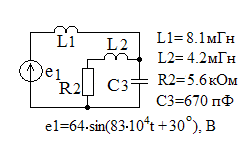 L1
L2
e1
R2
C3
L1= 8.1мГн
L2= 4.2мГн
R2=5.6кОм
C3=670 пФ
e1=64·sin(83·10⁴t +30°), В